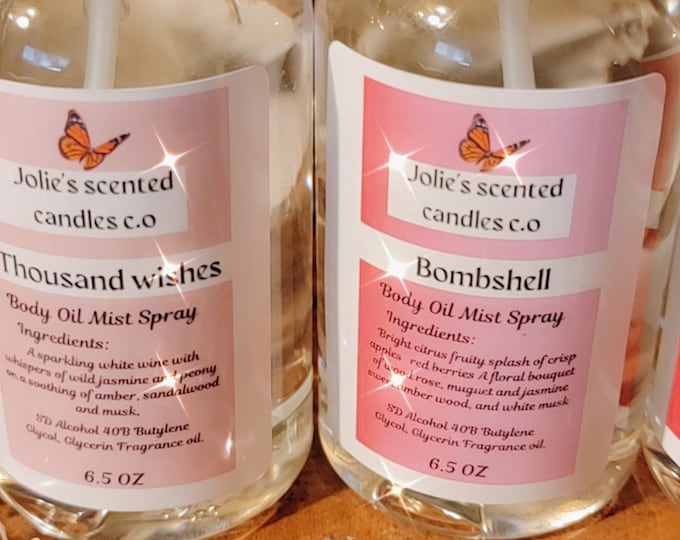 Jolie's scented
candles c.o
Thousand wishes
Body Oil Mist Spray
Ingredients:
A sparkling white wine with
whispers of wild jasmine and peony
on a soothing of amber, sandalwood
and musk.
SD Alcohol 40B Butylene
Glycol, Glycerin Fragrance oil.
6.5 OZ
Jolie's scented
candles c.o
Bombshell
Body Oil Mist Spray
Ingredients:
Bright citrus fruity splash of crisp
apples red berries A floral bouquet
of wood rose, muguet and jasmine
sweet amber wood, and white musk
SD Alcohol 40B Butylene
Glycol, Glycerin Fragrance oil.
6.5 OZ